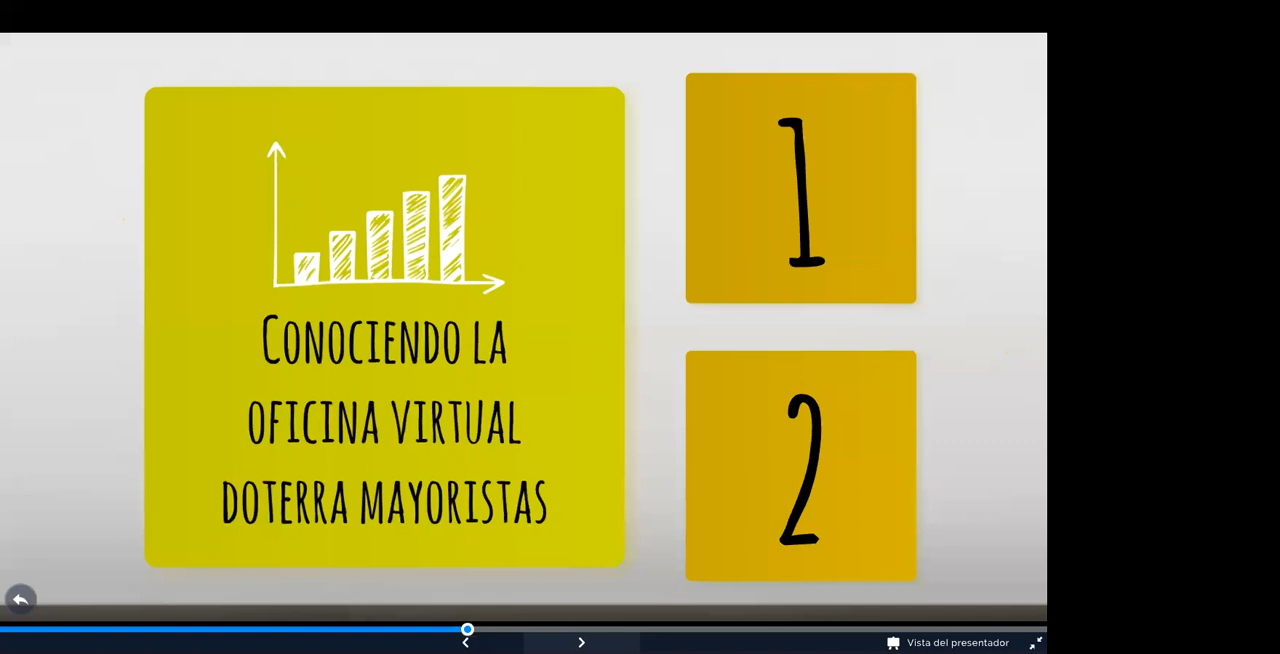 Conociendo la
oficina virtual
doterra mayoristas
1
2
Vista del presentador